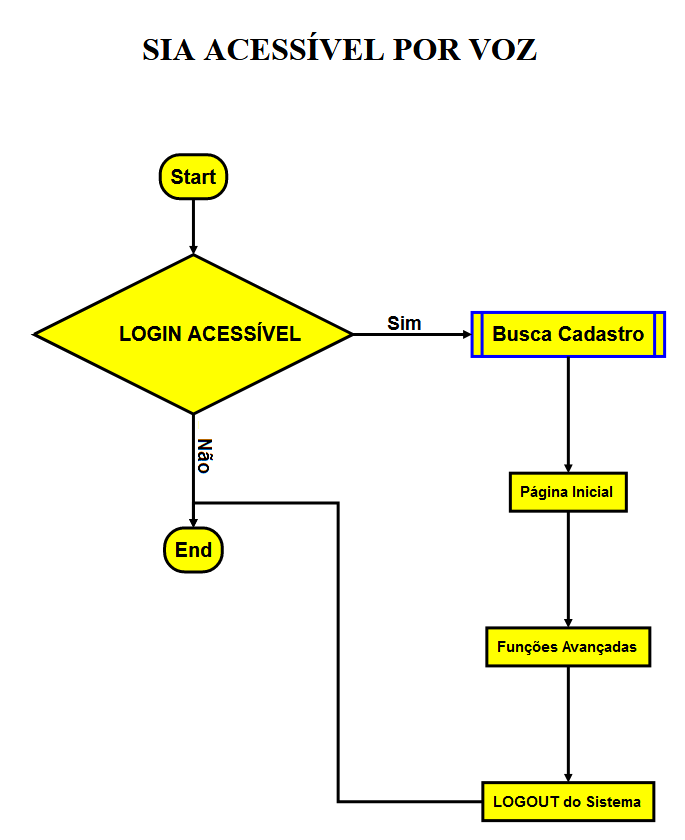 SIA ACESSÍVEL POR VOZ
Start
LOGIN ACESSÍVEL
Sim
Busca Cadastro
Não
Página Inicial
End
Funções Avançadas
LOGOUT do Sistema